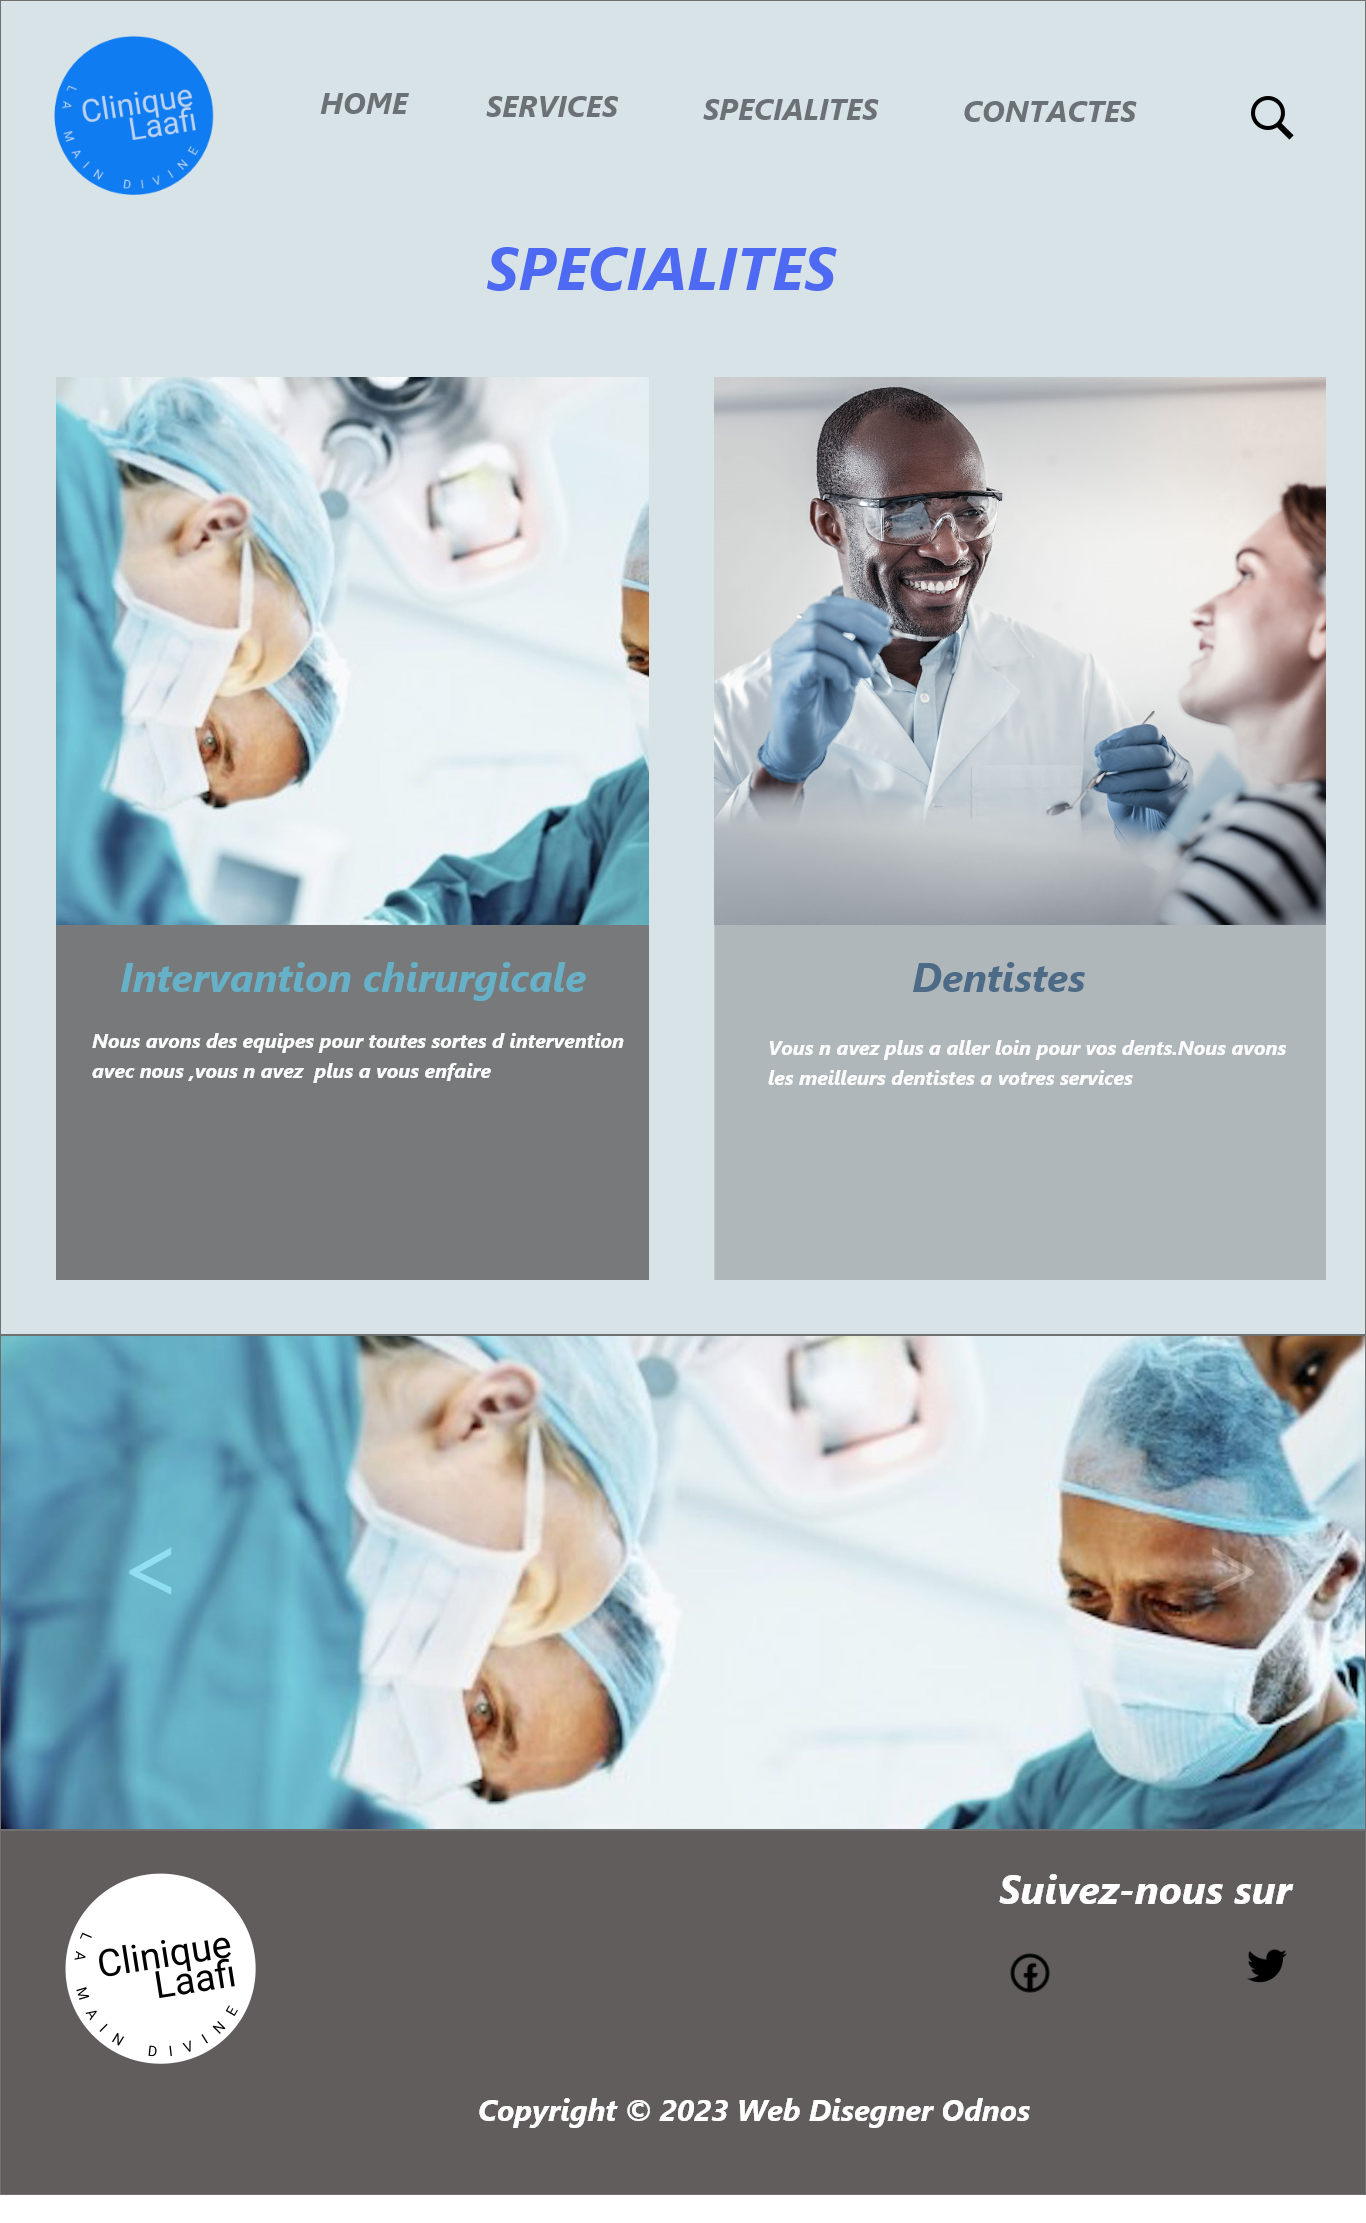 Clinique
Laafi
LA MAIN DIVINE
HOME
SERVICES
SPECIALITES
CONTACTES
SPECIALITES
Intervantion chirurgicale
Nous avons des equipes pour toutes sortes d intervention
avec nous ,vous n avez  plus a vous enfaire
Dentistes
Vous n avez plus a aller loin pour vos dents.Nous avons
les meilleurs dentistes a votres services
<
>
Clinique
Laafi
LA MAIN DIVINE
Suivez-nous sur
Copyright © 2023 Web Disegner Odnos